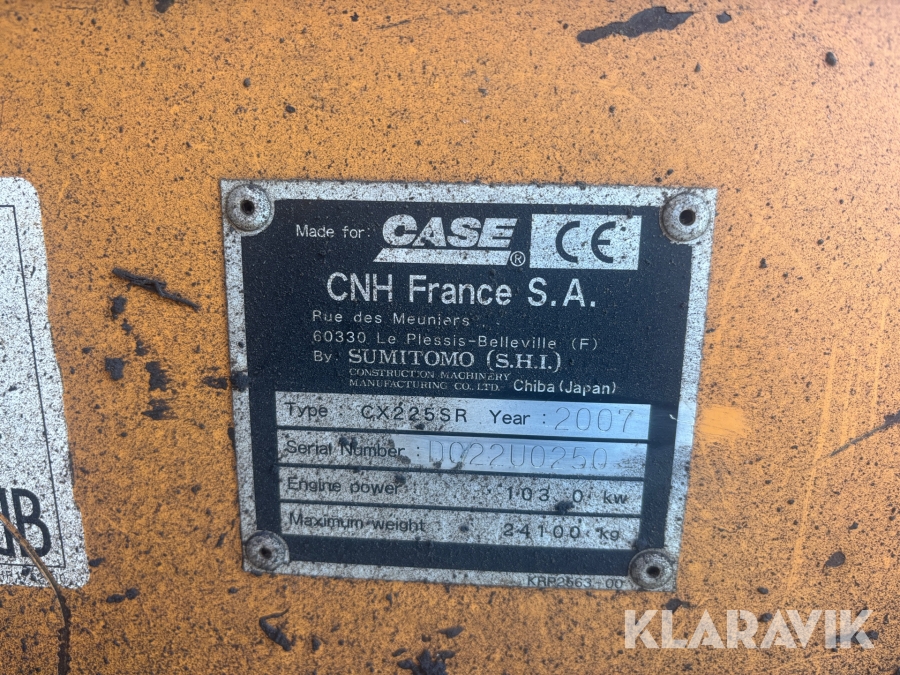 Made for: CASE® CE
CNH France S.A.
Rue des Meuniers
60330 Le Plessis-Belleville (F)
By. SUMITOMO (S.H.I.)
CONSTRUCTION MACHINERY
MANUFACTURING CO., LTD. Chiba (Japan)
Type : CX225SR Year : 2007
Serial Number : DC22U0250
Engine power : 103.0 kw
Maximum weight : 24100 kg
KRP2563-00
KLARAVIK